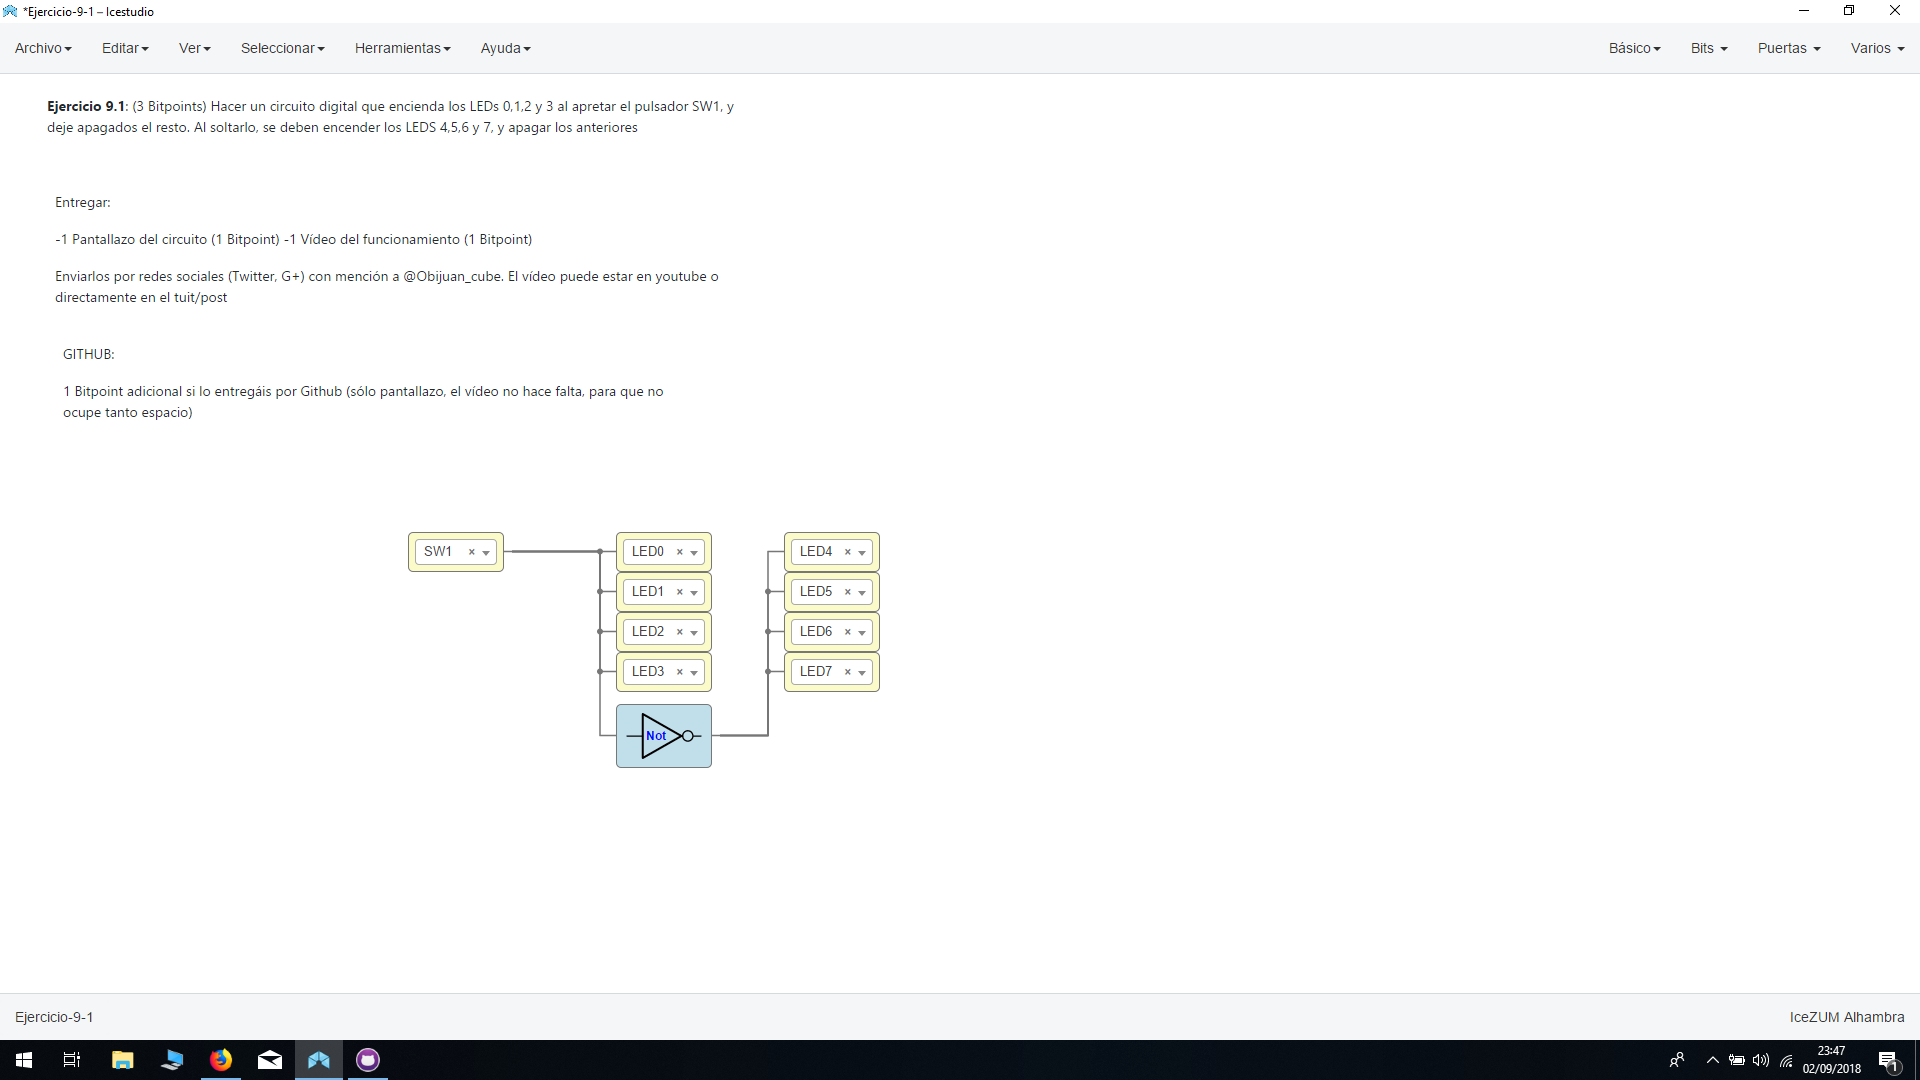 *Ejercicio-9-1 – Icestudio
Archivo Editar Ver Seleccionar Herramientas Ayuda Básico Bits Puertas Varios
Ejercicio 9.1: (3 Bitpoints) Hacer un circuito digital que encienda los LEDs 0,1,2 y 3 al apretar el pulsador SW1, y
deje apagados el resto. Al soltarlo, se deben encender los LEDS 4,5,6 y 7, y apagar los anteriores
Entregar:
-1 Pantallazo del circuito (1 Bitpoint) -1 Vídeo del funcionamiento (1 Bitpoint)
Enviarlos por redes sociales (Twitter, G+) con mención a @Obijuan_cube. El vídeo puede estar en youtube o
directamente en el tuit/post
GITHUB:
1 Bitpoint adicional si lo entregáis por Github (sólo pantallazo, el vídeo no hace falta, para que no
ocupe tanto espacio)
SW1 × LED0 × LED4 ×
LED1 × LED5 ×
LED2 × LED6 ×
LED3 × LED7 ×
Not
Ejercicio-9-1 IceZUM Alhambra
23:47
02/09/2018
1